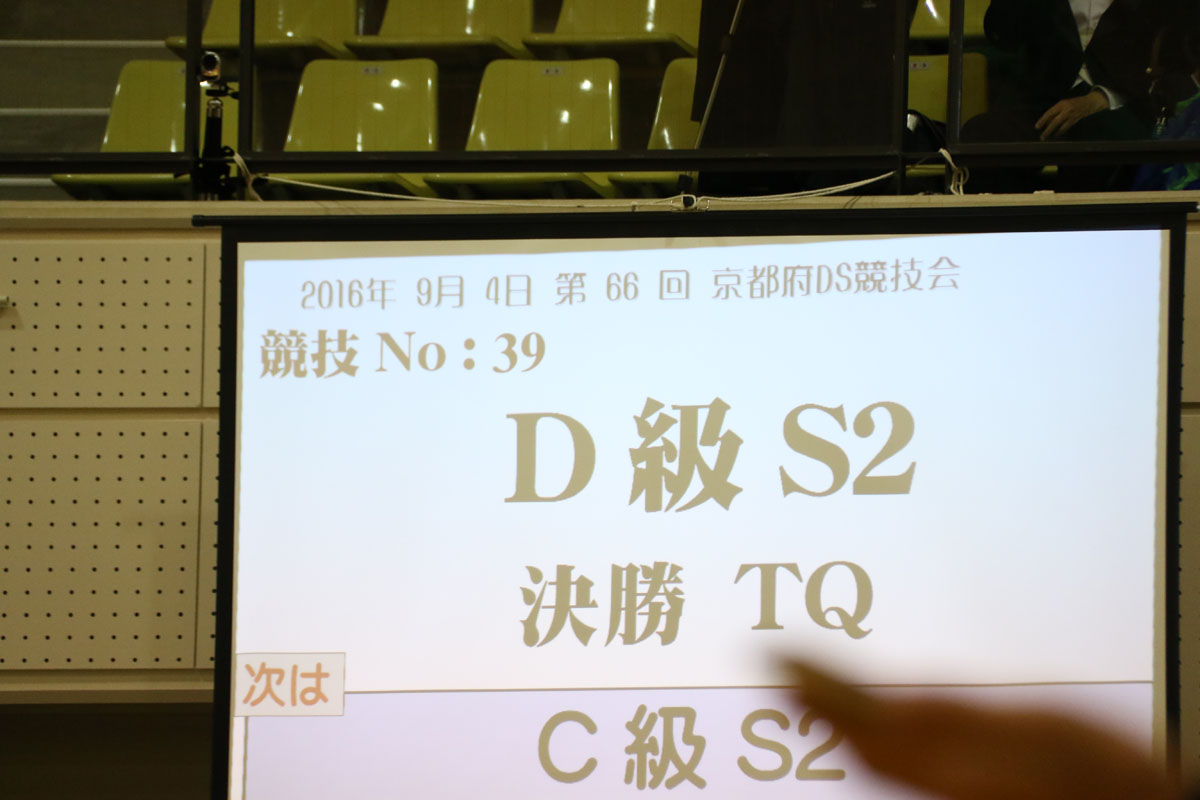 2016年 9月 4日 第 66 回 京都府DS競技会
競技 No：39
D 級 S2
決勝 TQ
次は
C 級 S2